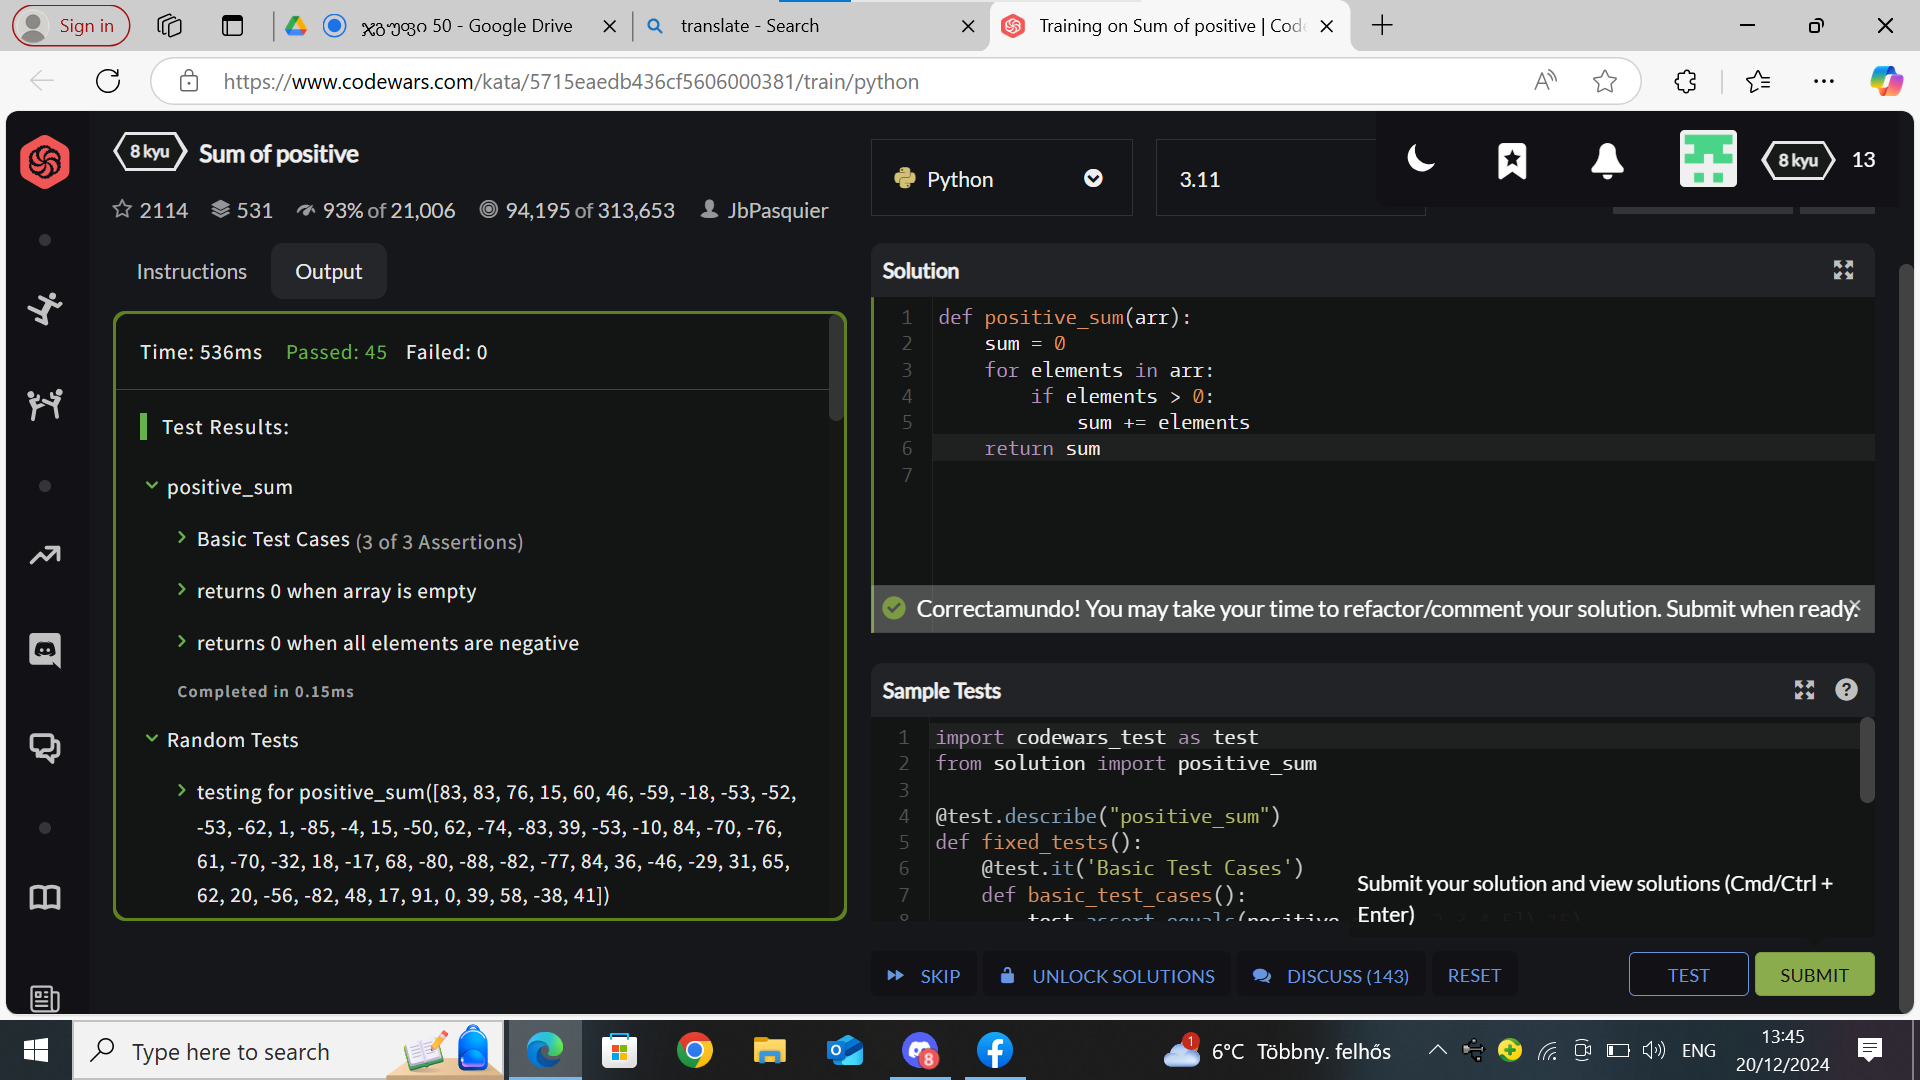 Sign in
ჯგუფი 50 - Google Drive
translate - Search
Training on Sum of positive | Code
https://www.codewars.com/kata/5715eaedb436cf5606000381/train/python
8 kyu
Sum of positive
2114
531
93% of 21,006
94,195 of 313,653
JbPasquier
Python
3.11
8 kyu
13
Instructions
Output
Time: 536ms Passed: 45 Failed: 0
Test Results:
positive_sum
Basic Test Cases (3 of 3 Assertions)
returns 0 when array is empty
returns 0 when all elements are negative
Completed in 0.15ms
Random Tests
testing for positive_sum([83, 83, 76, 15, 60, 46, -59, -18, -53, -52,
-53, -62, 1, -85, -4, 15, -50, 62, -74, -83, 39, -53, -10, 84, -70, -76,
61, -70, -32, 18, -17, 68, -80, -88, -82, -77, 84, 36, -46, -29, 31, 65,
62, 20, -56, -82, 48, 17, 91, 0, 39, 58, -38, 41])
Solution
1 def positive_sum(arr):
2     sum = 0
3     for elements in arr:
4         if elements > 0:
5             sum += elements
6     return sum
7
Correctamundo! You may take your time to refactor/comment your solution. Submit when ready.
Sample Tests
1 import codewars_test as test
2 from solution import positive_sum
3
4 @test.describe("positive_sum")
5 def fixed_tests():
6     @test.it('Basic Test Cases')
7     def basic_test_cases():
8         test.assert_equals(positive_
Submit your solution and view solutions (Cmd/Ctrl +
Enter)
SKIP
UNLOCK SOLUTIONS
DISCUSS (143)
RESET
TEST
SUBMIT
Type here to search
8
1
6°C Többny. felhős
ENG
13:45
20/12/2024